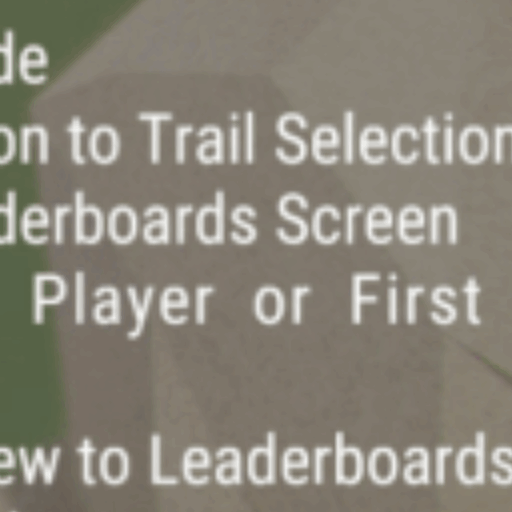 de
on to Trail Selection
derboards Screen
Player or First
ew to Leaderboards